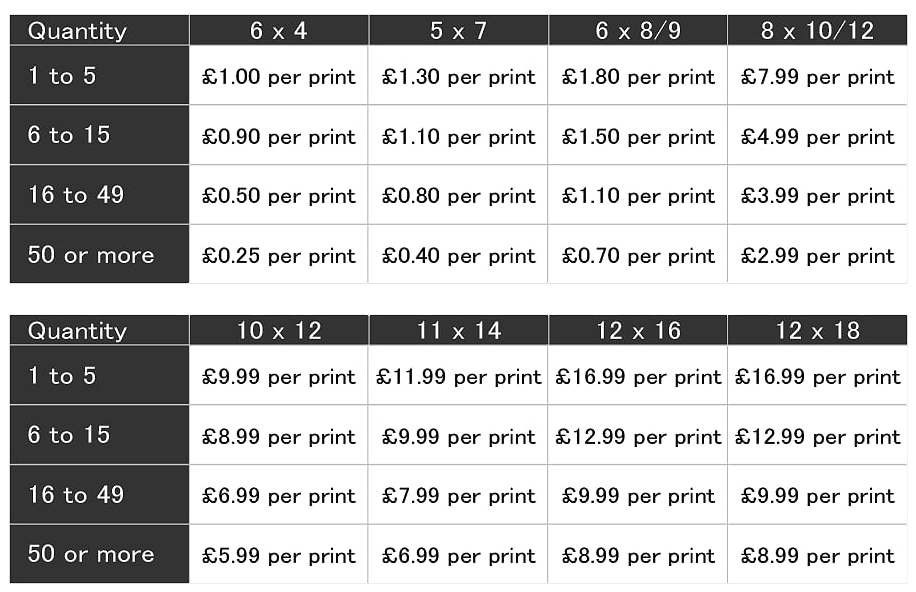 Quantity 6 x 4 5 x 7 6 x 8/9 8 x 10/12
1 to 5 £1.00 per print £1.30 per print £1.80 per print £7.99 per print
6 to 15 £0.90 per print £1.10 per print £1.50 per print £4.99 per print
16 to 49 £0.50 per print £0.80 per print £1.10 per print £3.99 per print
50 or more £0.25 per print £0.40 per print £0.70 per print £2.99 per print
Quantity 10 x 12 11 x 14 12 x 16 12 x 18
1 to 5 £9.99 per print £11.99 per print £16.99 per print £16.99 per print
6 to 15 £8.99 per print £9.99 per print £12.99 per print £12.99 per print
16 to 49 £6.99 per print £7.99 per print £9.99 per print £9.99 per print
50 or more £5.99 per print £6.99 per print £8.99 per print £8.99 per print